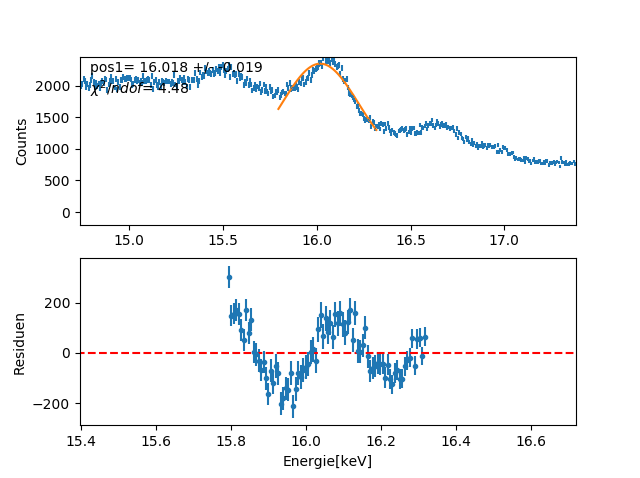 pos1= 16.018 +/- 0.019
χ²/ndof= 4.48
Counts
2000
1500
1000
500
0
15.0 15.5 16.0 16.5 17.0
Residuen
200
0
−200
15.4 15.6 15.8 16.0 16.2 16.4 16.6
Energie[keV]